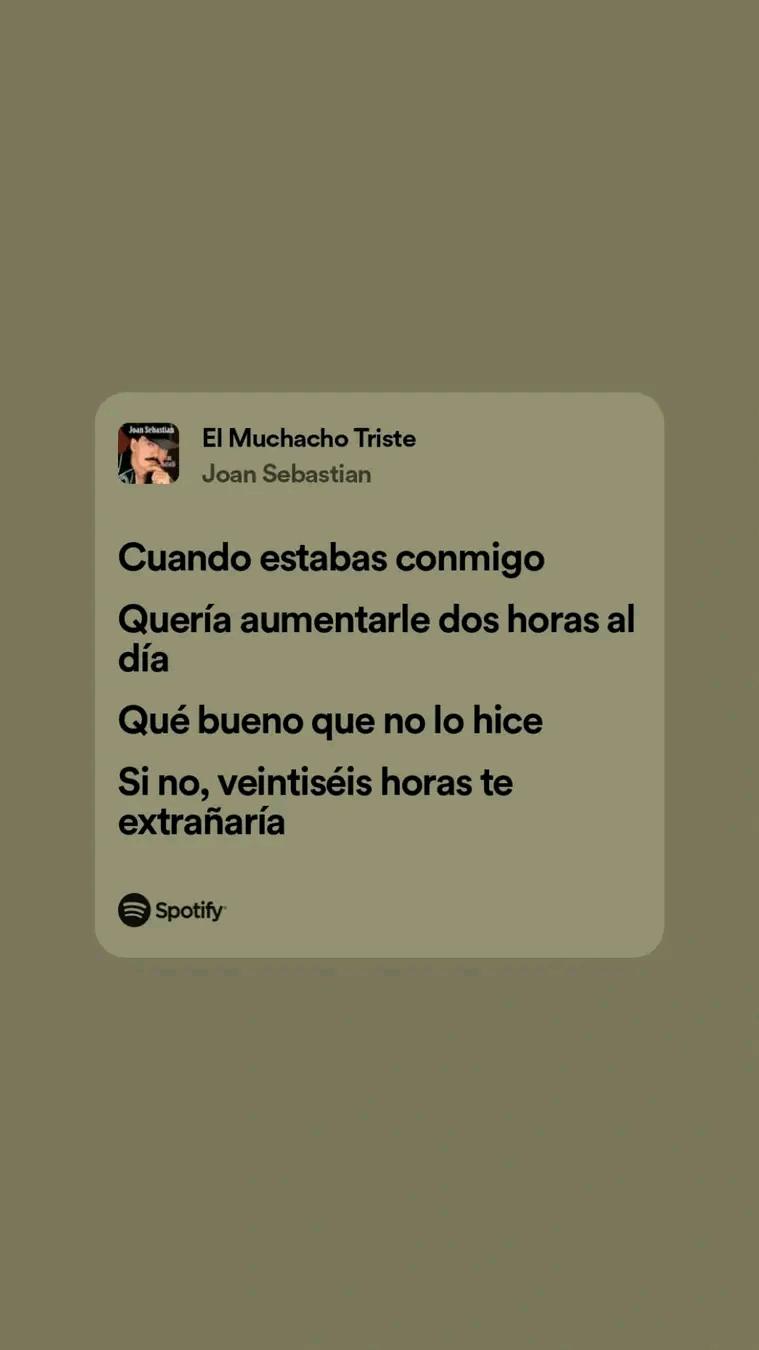 Joan Sebastian
El Muchacho Triste
Joan Sebastian
Cuando estabas conmigo
Quería aumentarle dos horas al
día
Qué bueno que no lo hice
Si no, veintiséis horas te
extrañaría
Spotify